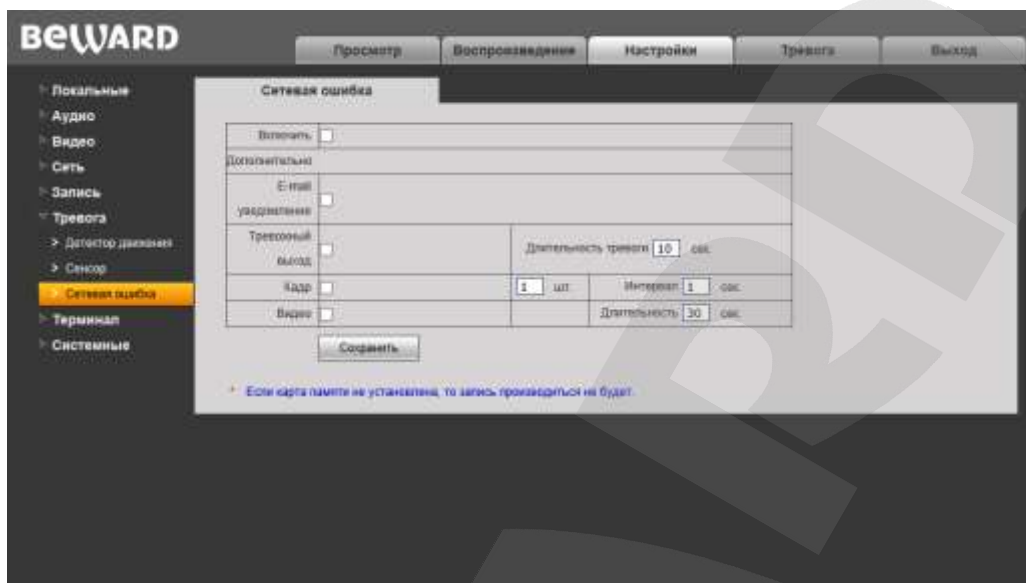 BEWARD
Просмотр Воспроизведение Настройки Тревога Выход
Локальные
Аудио
Видео
Сеть
Запись
Тревога
> Детектор движения
> Сенсор
> Сетевая ошибка
Терминал
Системные
Сетевая ошибка
Включить
Дополнительно
E-mail
уведомление
Тревожный
выход
Длительность тревоги 10 сек.
Кадр 1 шт. Интервал 1 сек.
Видео Длительность 30 сек.
Сохранить
* Если карта памяти не установлена, то запись производиться не будет.